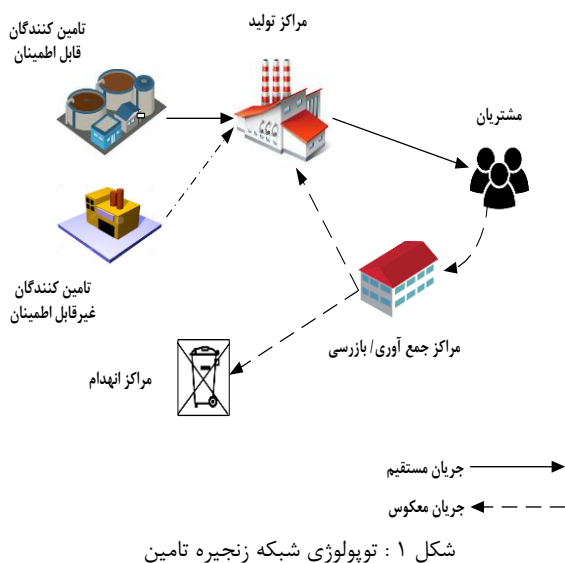 مراکز تولید
تامین کنندگان
قابل اطمینان
مشتریان
تامین کنندگان
غیرقابل اطمینان
مراکز جمع آوری/ بازرسی
مراکز انهدام
جریان مستقیم
جریان معکوس
شکل ۱ : توپولوژی شبکه زنجیره تامین